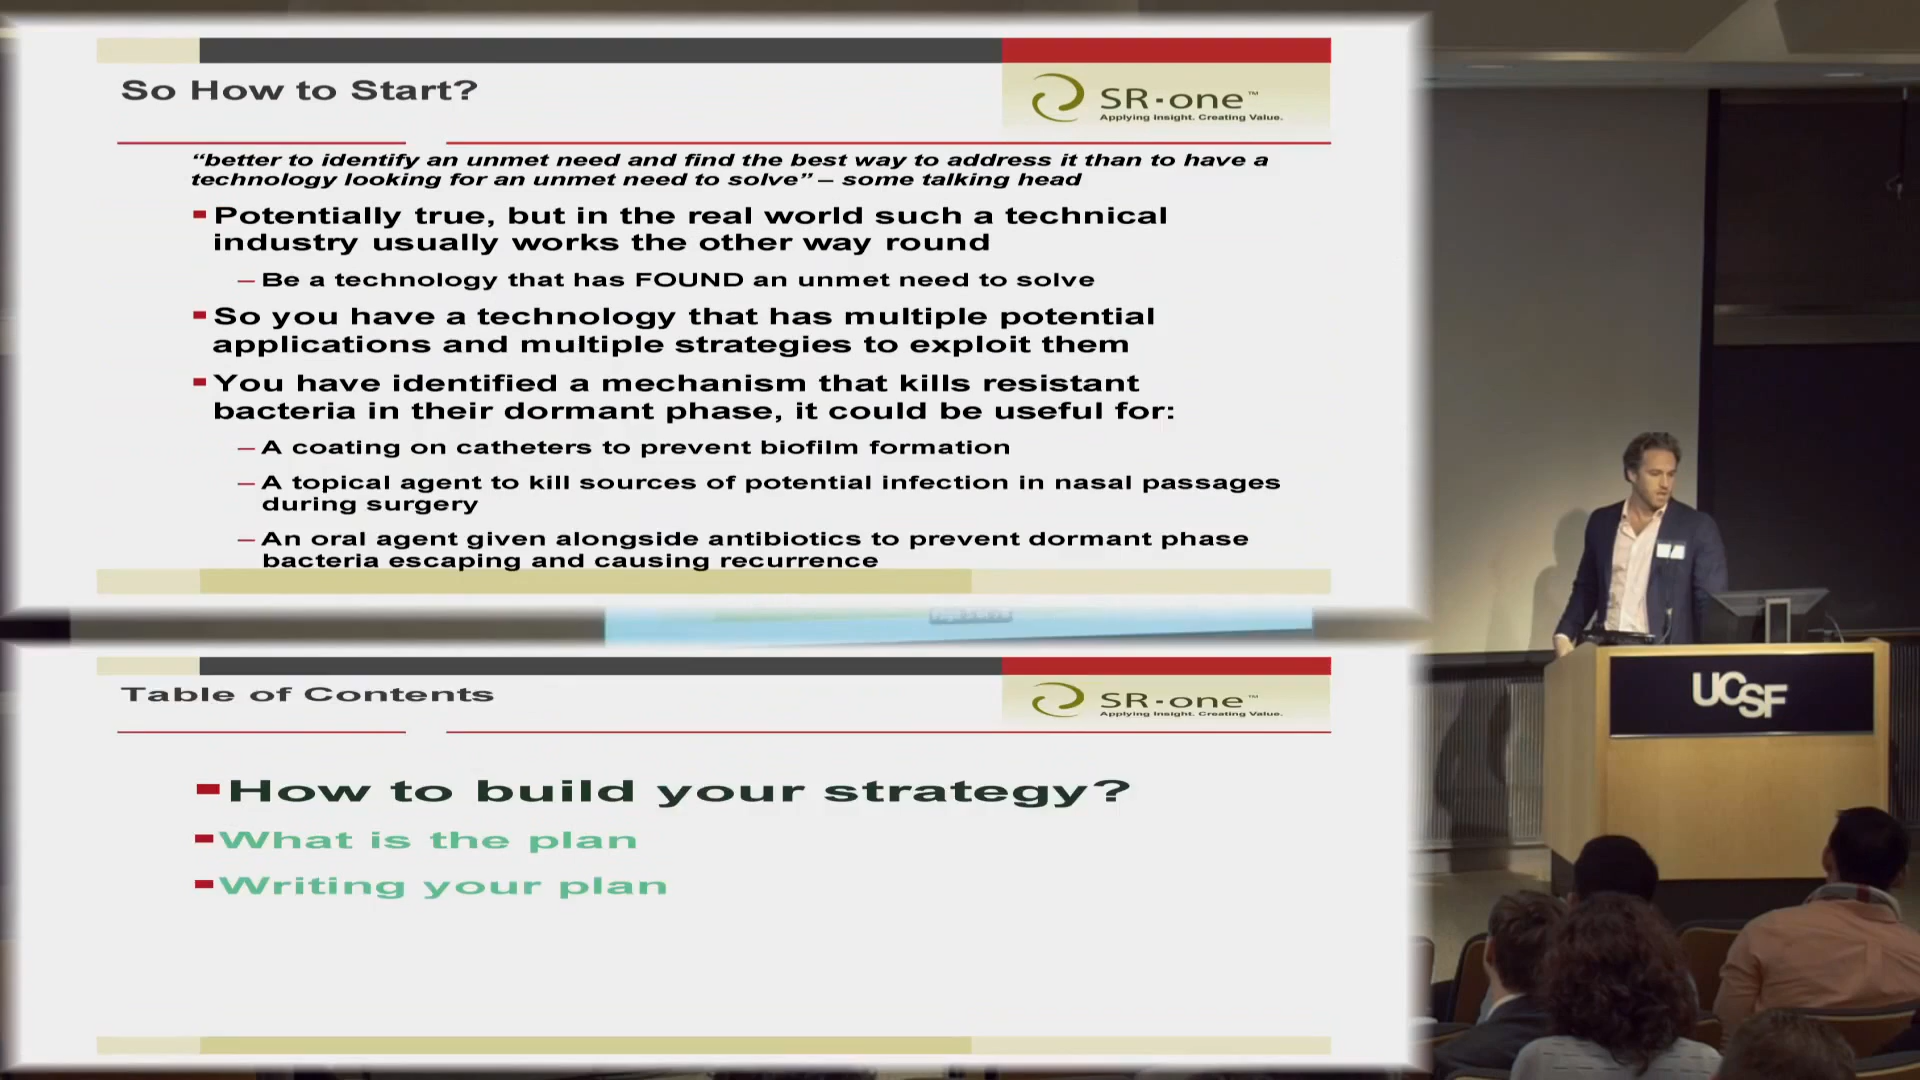 So How to Start?
SR·one™
Applying Insight. Creating Value.
“better to identify an unmet need and find the best way to address it than to have a
technology looking for an unmet need to solve” – some talking head
Potentially true, but in the real world such a technical
industry usually works the other way round
– Be a technology that has FOUND an unmet need to solve
So you have a technology that has multiple potential
applications and multiple strategies to exploit them
You have identified a mechanism that kills resistant
bacteria in their dormant phase, it could be useful for:
– A coating on catheters to prevent biofilm formation
– A topical agent to kill sources of potential infection in nasal passages
during surgery
– An oral agent given alongside antibiotics to prevent dormant phase
bacteria escaping and causing recurrence
Table of Contents
SR·one™
Applying Insight. Creating Value.
How to build your strategy?
What is the plan
Writing your plan
UCSF